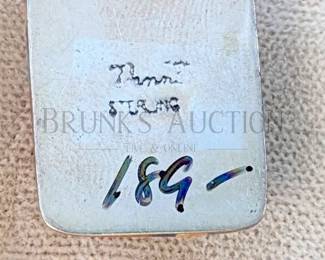 STERLING
BRUNK'S AUCTION
LIVE & ONLINE
189-